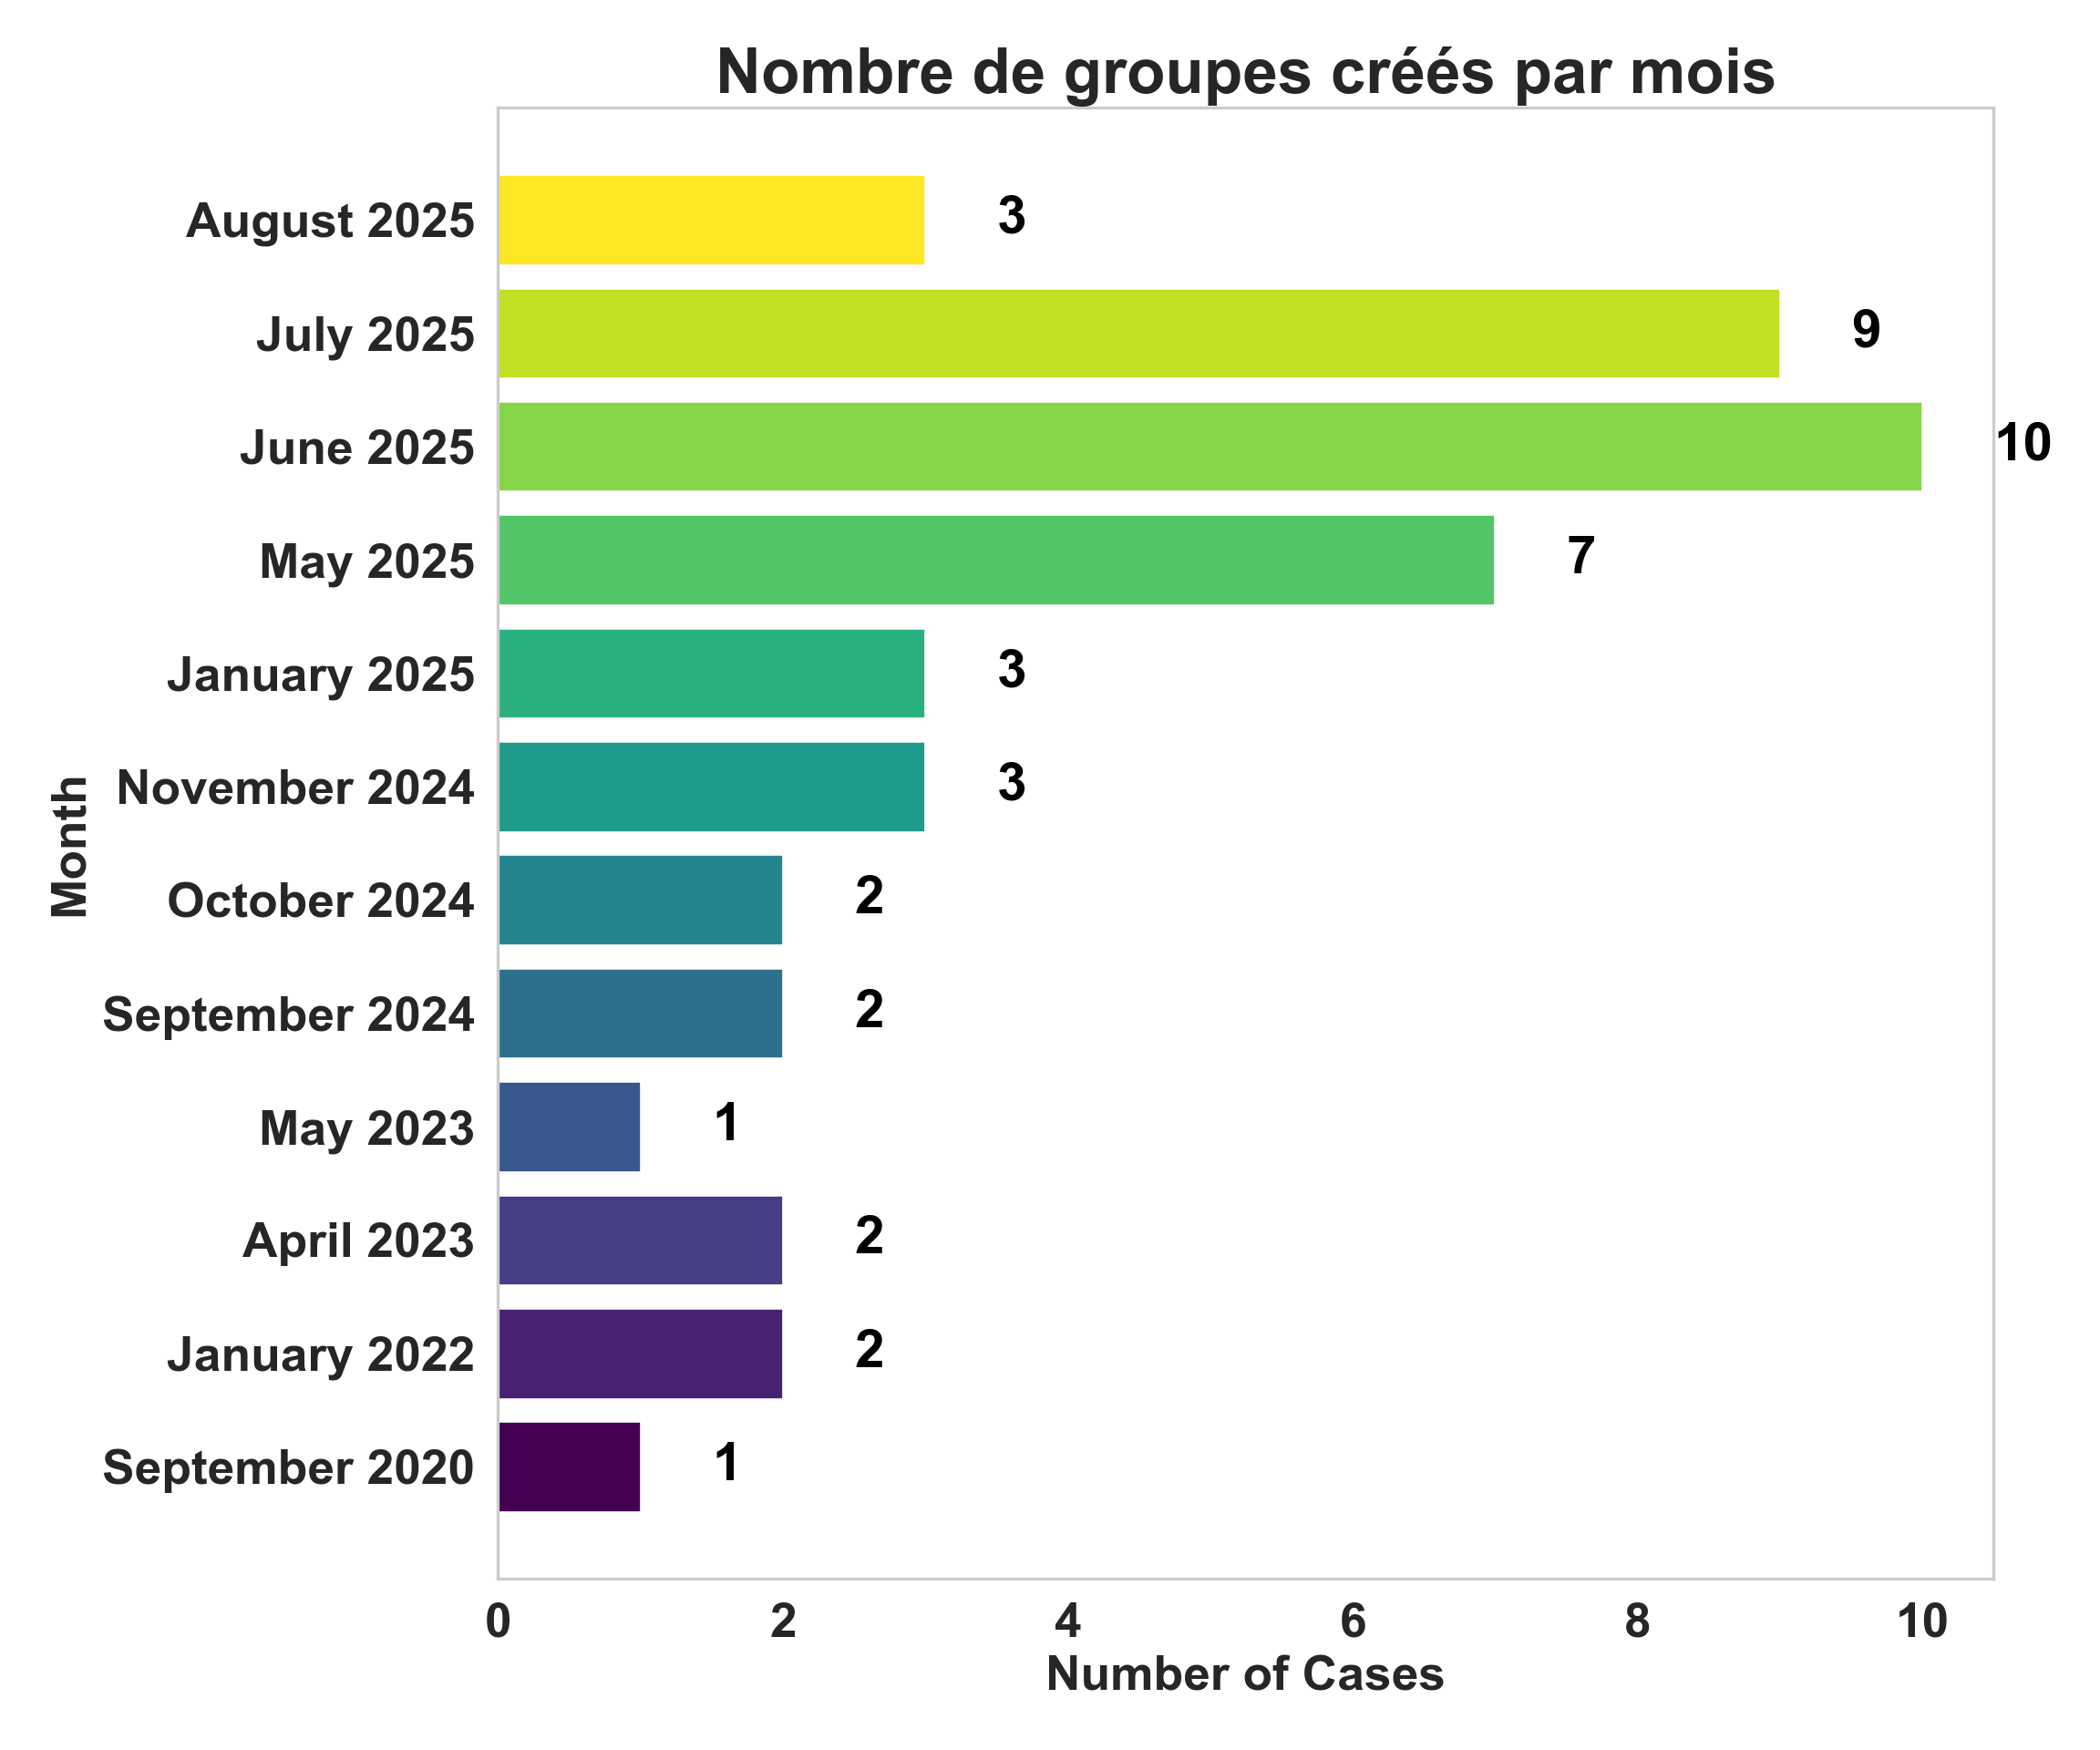 Nombre de groupes créés par mois
August 2025 3
July 2025 9
June 2025 10
May 2025 7
January 2025 3
November 2024 3
October 2024 2
September 2024 2
May 2023 1
April 2023 2
January 2022 2
September 2020 1
Month
0 2 4 6 8 10
Number of Cases